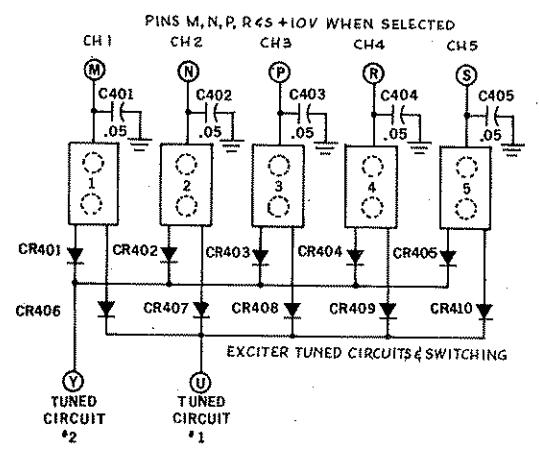 PINS M, N, P, R & S +10V WHEN SELECTED
CH 1 CH 2 CH 3 CH 4 CH 5
M N P R S
C401 C402 C403 C404 C405
.05 .05 .05 .05 .05
1 2 3 4 5
CR401 CR402 CR403 CR404 CR405
CR406 CR407 CR408 CR409 CR410
EXCITER TUNED CIRCUITS & SWITCHING
Y U
TUNED TUNED
CIRCUIT CIRCUIT
#2 #1